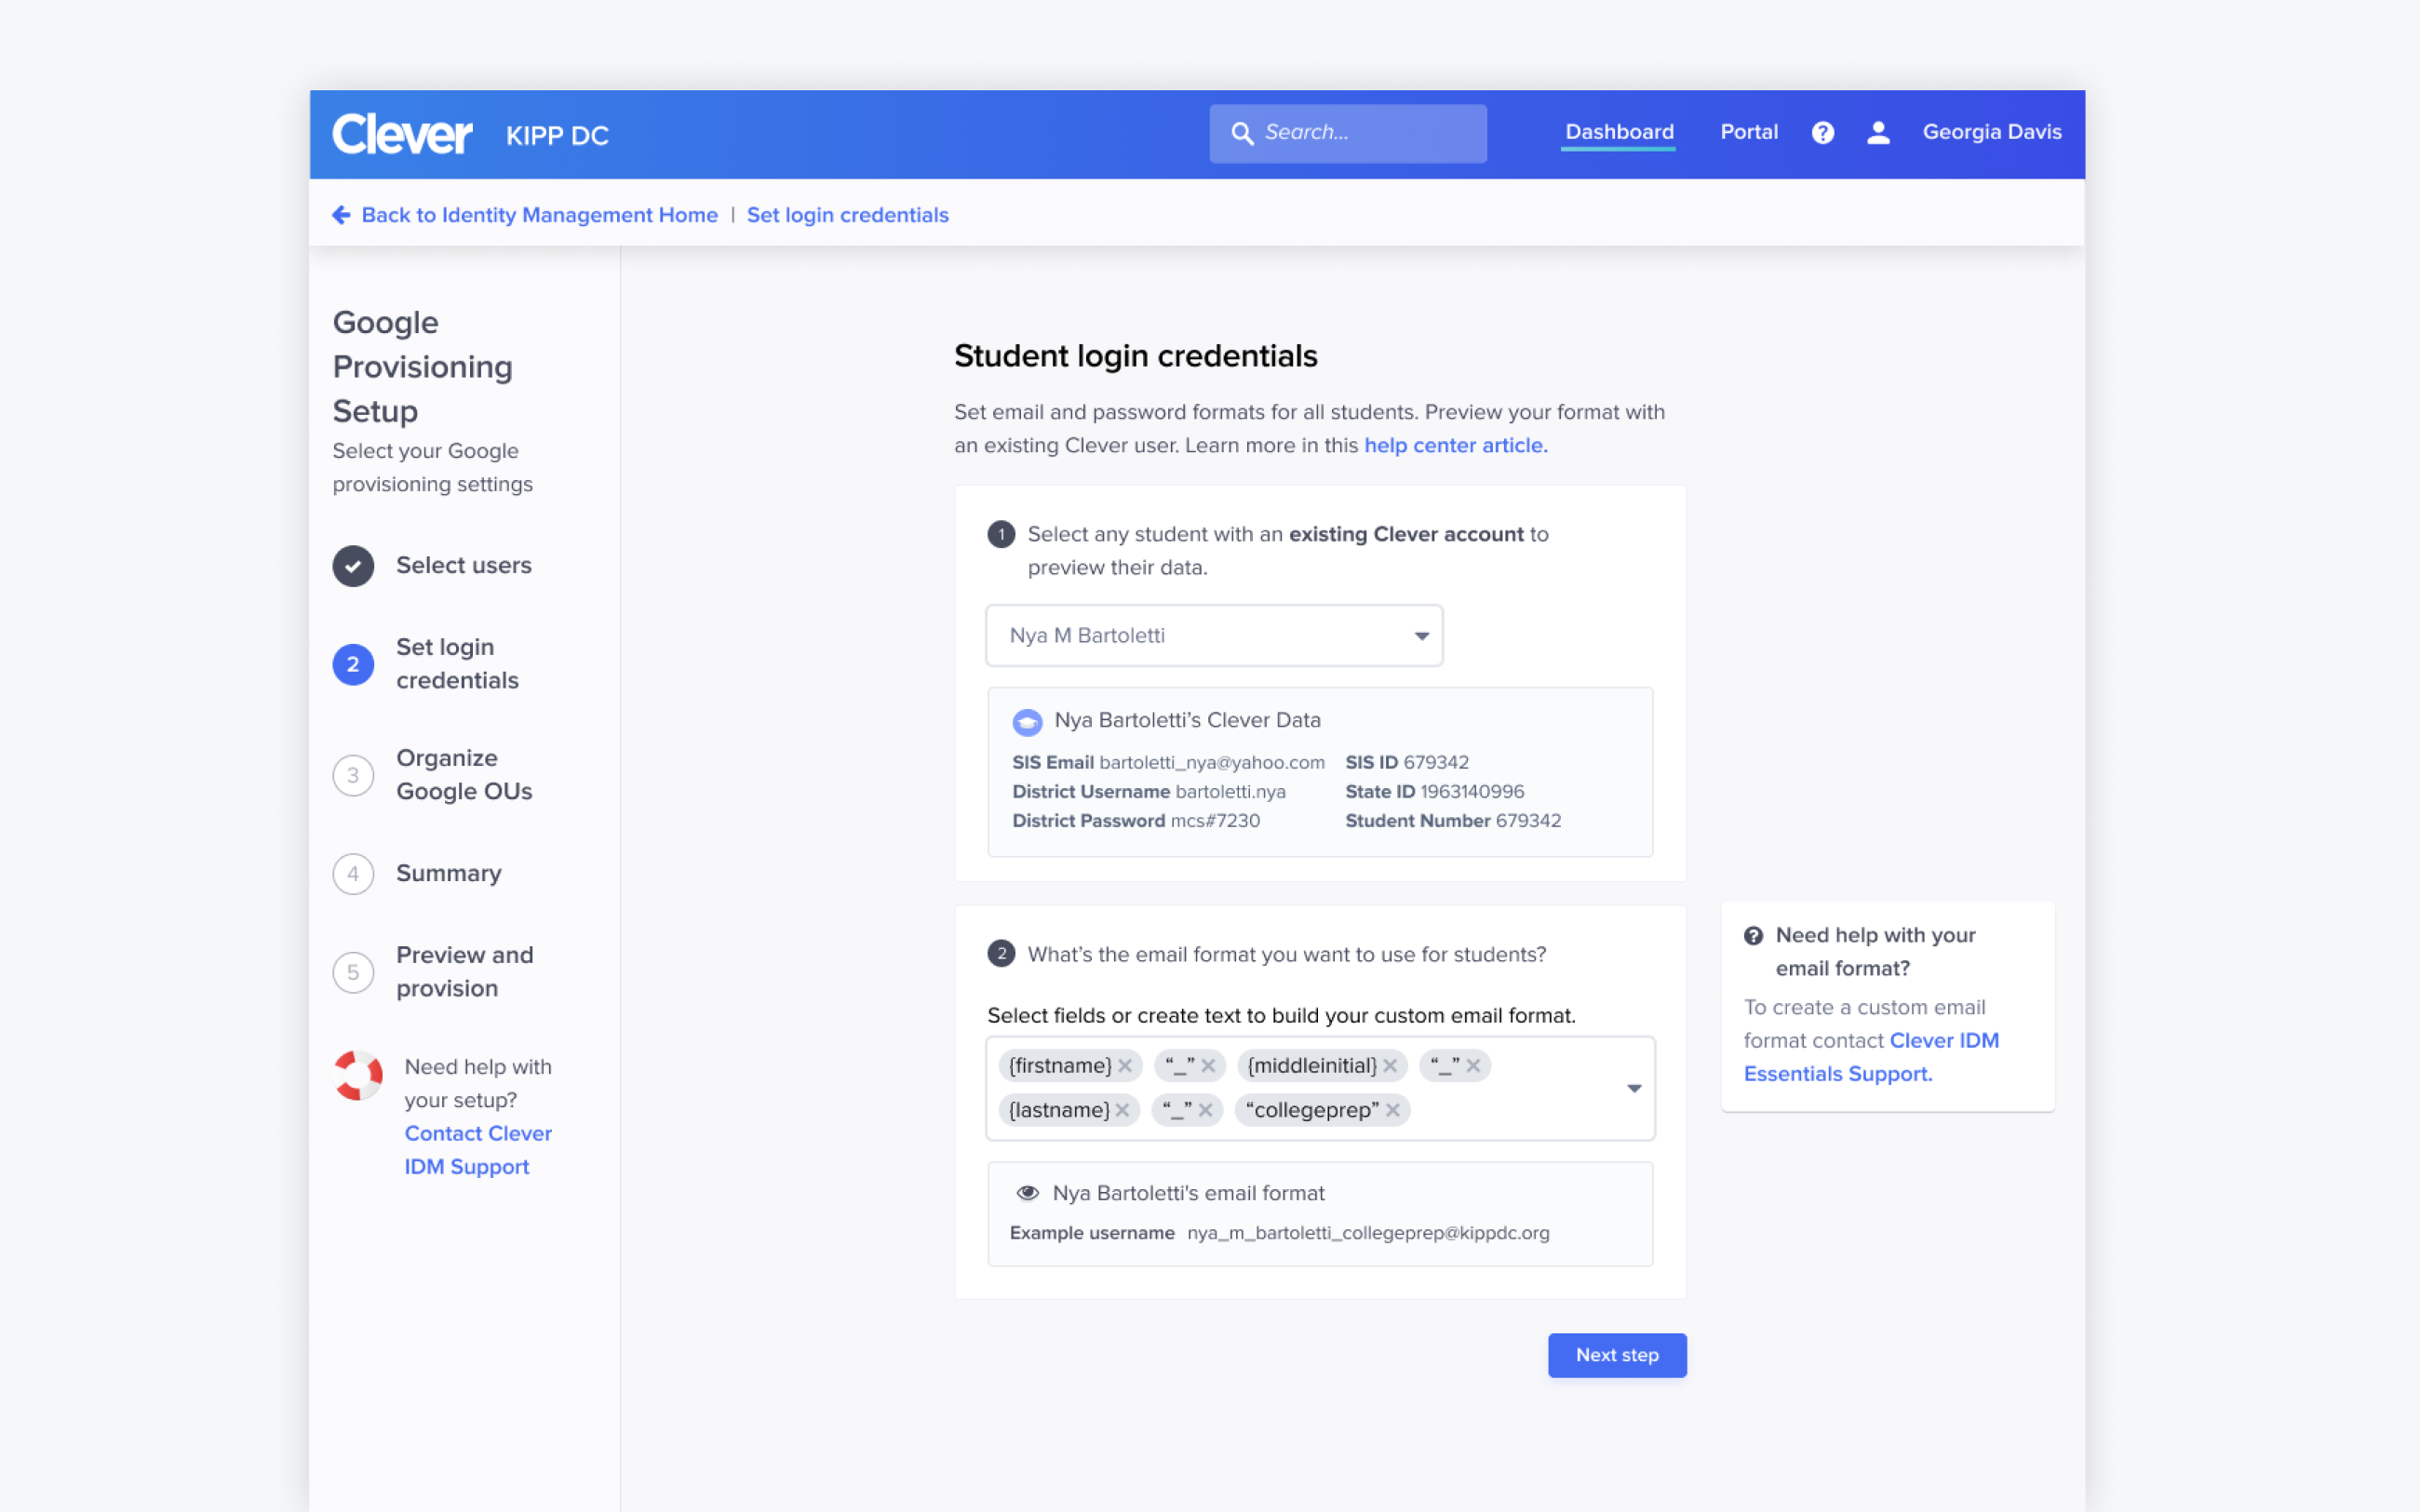 Clever KIPP DC Search... Dashboard Portal ? Georgia Davis
Back to Identity Management Home | Set login credentials
Google
Provisioning
Setup
Select your Google
provisioning settings
Select users
2 Set login
credentials
3 Organize
Google OUs
4 Summary
5 Preview and
provision
Need help with
your setup?
Contact Clever
IDM Support
Student login credentials
Set email and password formats for all students. Preview your format with
an existing Clever user. Learn more in this help center article.
1 Select any student with an existing Clever account to
preview their data.
Nya M Bartoletti
Nya Bartoletti’s Clever Data
SIS Email bartoletti_nya@yahoo.com SIS ID 679342
District Username bartoletti.nya State ID 1963140996
District Password mcs#7230 Student Number 679342
2 What’s the email format you want to use for students?
Select fields or create text to build your custom email format.
{firstname} “_” {middleinitial} “_”
{lastname} “_” “collegeprep”
Nya Bartoletti's email format
Example username nya_m_bartoletti_collegeprep@kippdc.org
? Need help with your
email format?
To create a custom email
format contact Clever IDM
Essentials Support.
Next step